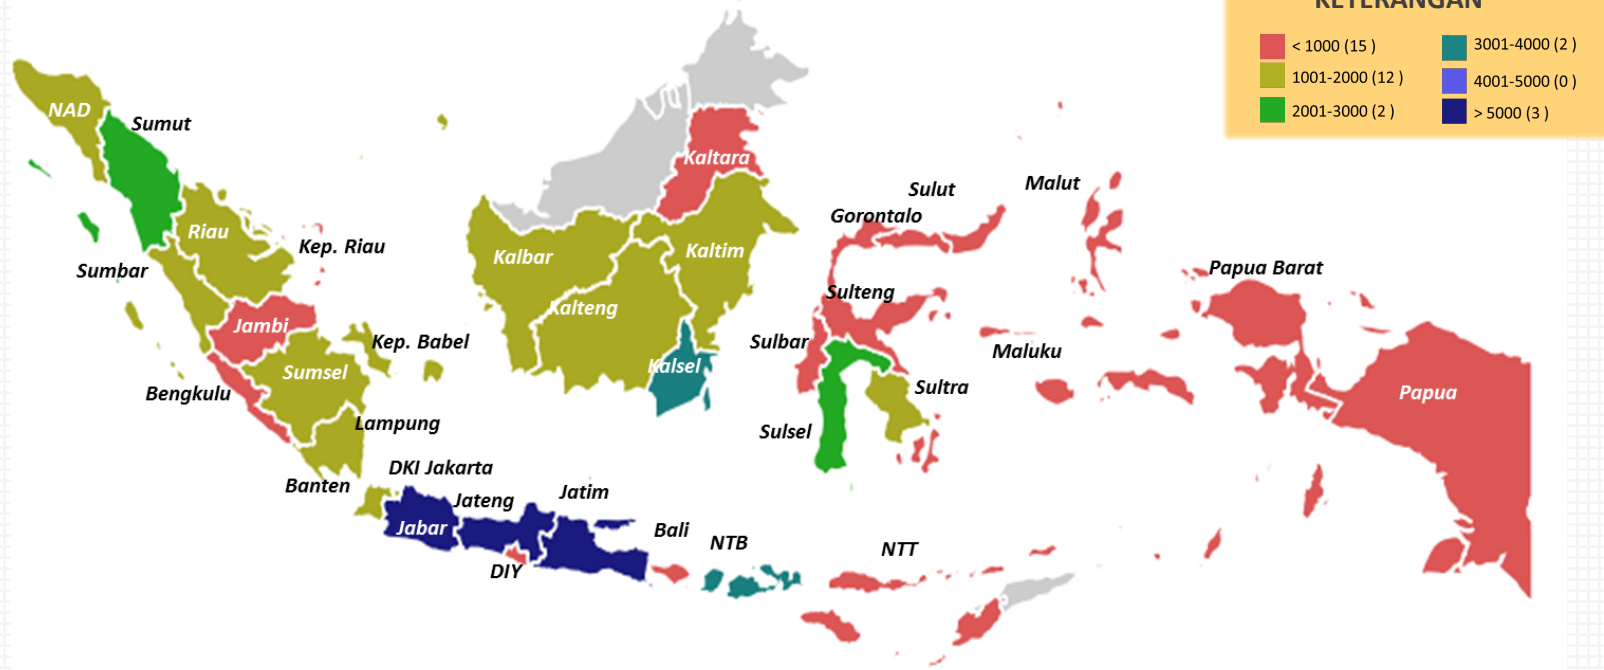 KETERANGAN
< 1000 (15 )
3001-4000 (2 )
1001-2000 (12 )
4001-5000 (0 )
2001-3000 (2 )
> 5000 (3 )
NAD
Sumut
Kaltara
Malut
Sulut
Gorontalo
Riau
Kep. Riau
Kalbar
Kaltim
Sumbar
Papua Barat
Sulteng
Kalteng
Jambi
Kep. Babel
Sulbar
Maluku
Kalsel
Sumsel
Bengkulu
Sultra
Papua
Lampung
Sulsel
DKI Jakarta
Banten
Jateng
Jatim
Jabar
Bali
NTB
NTT
DIY